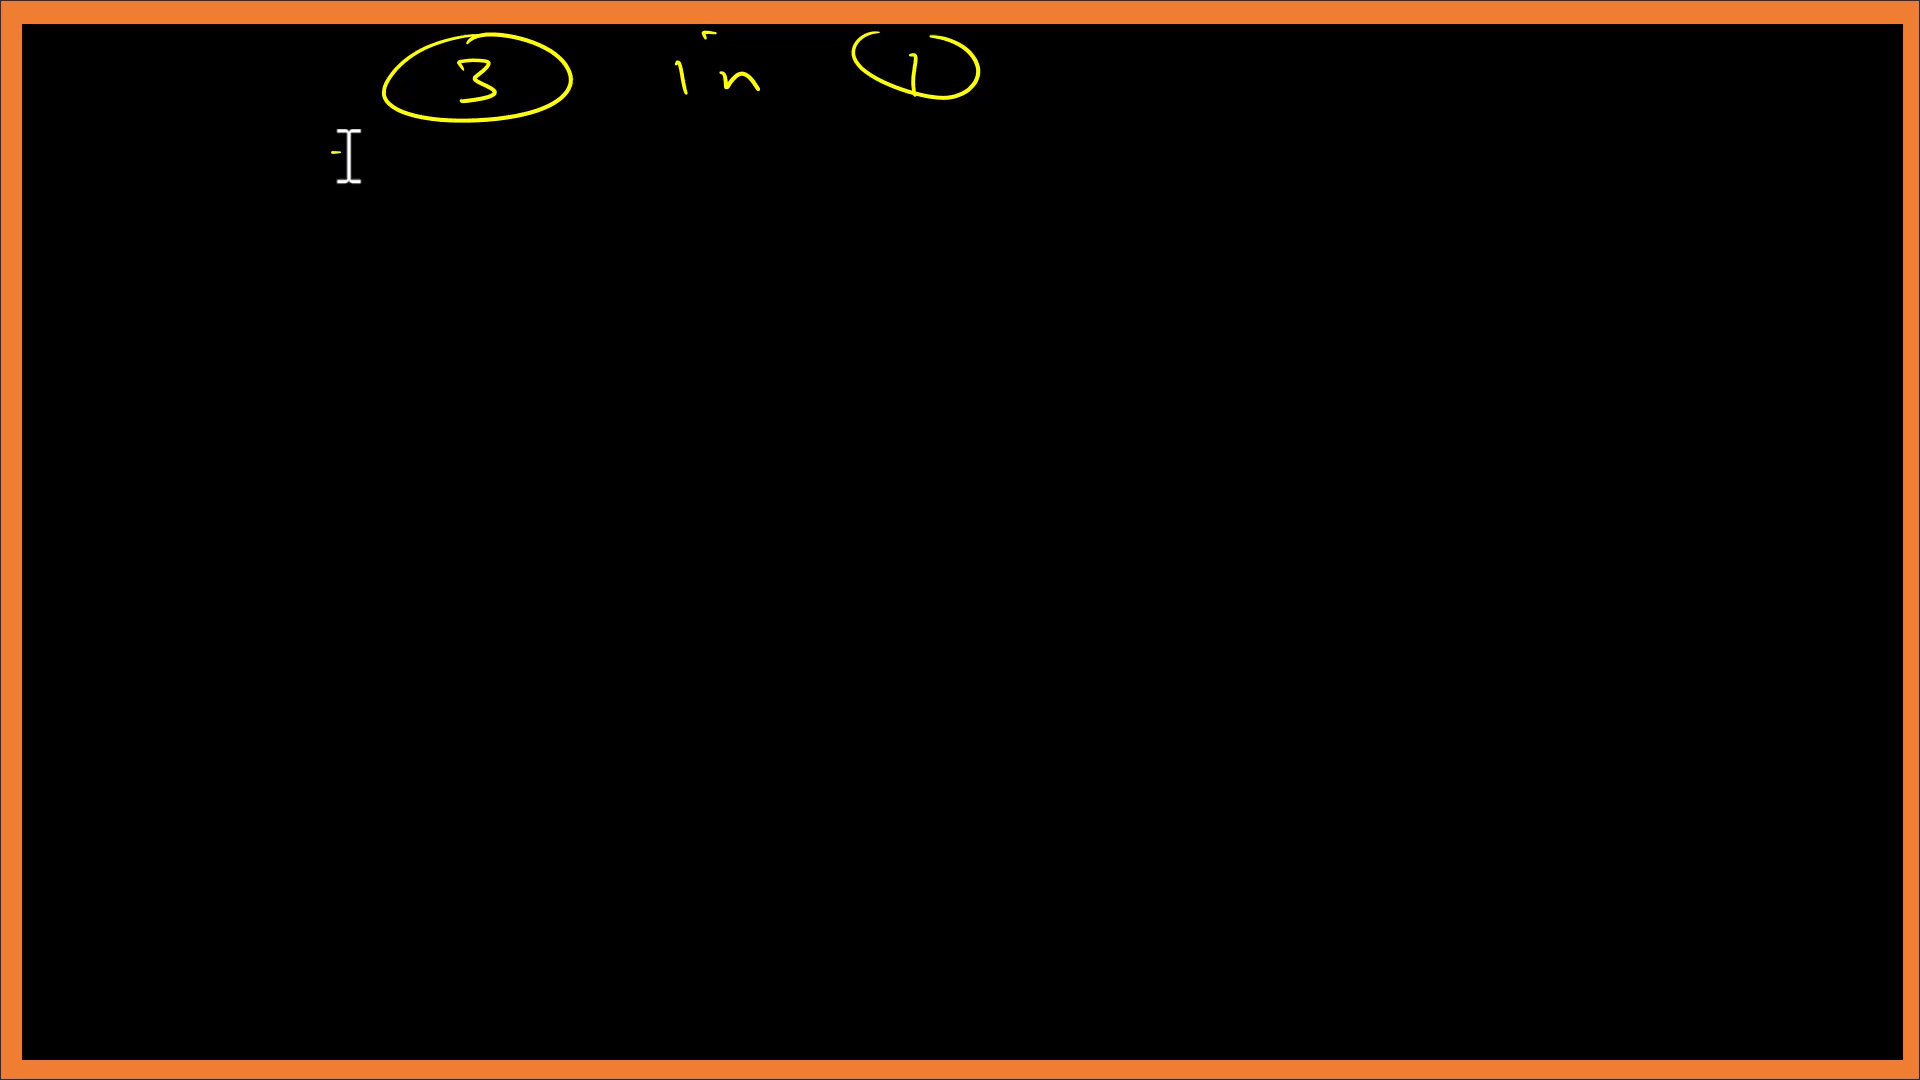 ③ in ①